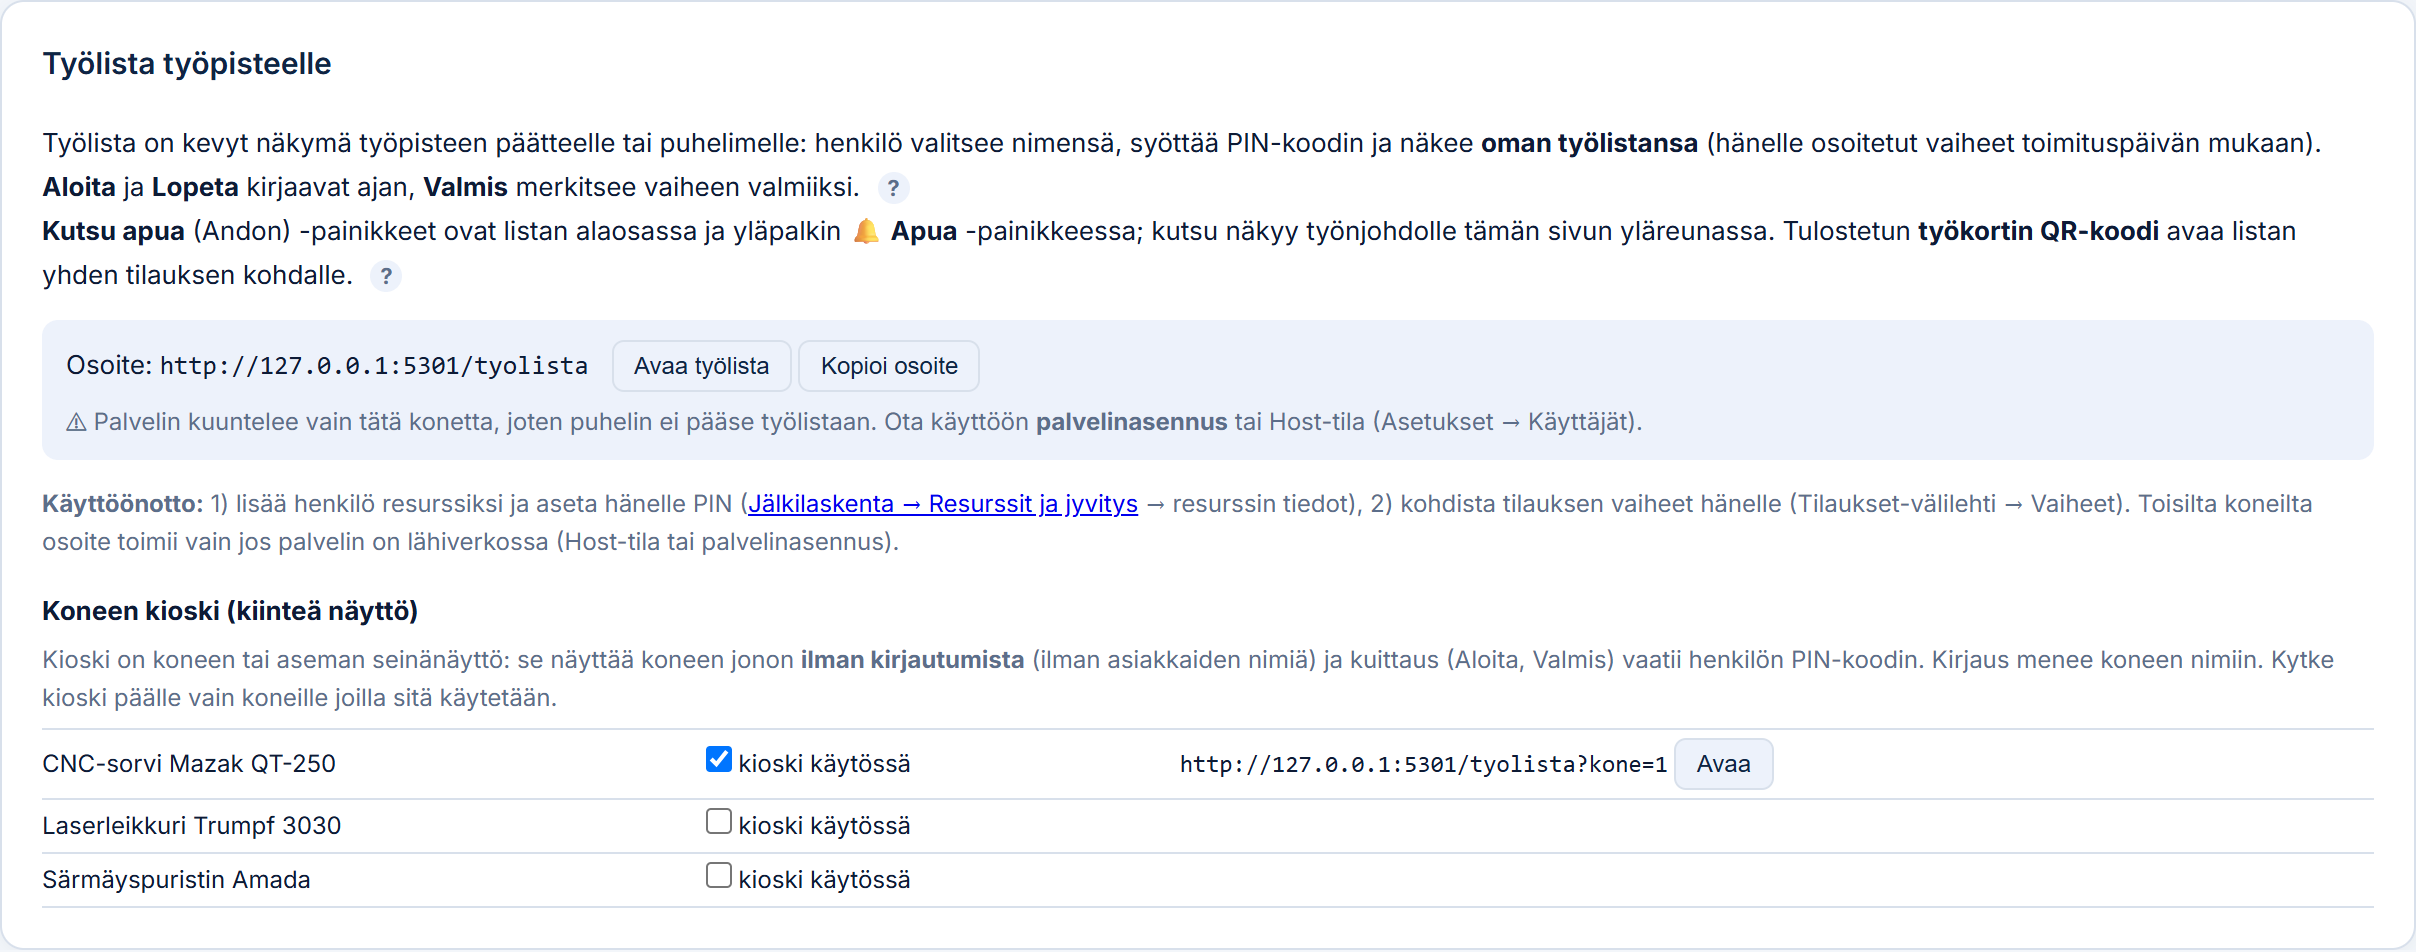 Työlista työpisteelle
Työlista on kevyt näkymä työpisteen päätteelle tai puhelimelle: henkilö valitsee nimensä, syöttää PIN-koodin ja näkee oman työlistansa (hänelle osoitetut vaiheet toimituspäivän mukaan).
Aloita ja Lopeta kirjaavat ajan, Valmis merkitsee vaiheen valmiiksi. ?
Kutsu apua (Andon) -painikkeet ovat listan alaosassa ja yläpalkin 🔔 Apua -painikkeessa; kutsu näkyy työnjohdolle tämän sivun yläreunassa. Tulostetun työkortin QR-koodi avaa listan
yhden tilauksen kohdalle. ?
Osoite: http://127.0.0.1:5301/tyolista Avaa työlista Kopioi osoite
⚠ Palvelin kuuntelee vain tätä konetta, joten puhelin ei pääse työlistaan. Ota käyttöön palvelinasennus tai Host-tila (Asetukset → Käyttäjät).
Käyttöönotto: 1) lisää henkilö resurssiksi ja aseta hänelle PIN (Jälkilaskenta → Resurssit ja jyvitys → resurssin tiedot), 2) kohdista tilauksen vaiheet hänelle (Tilaukset-välilehti → Vaiheet). Toisilta koneilta
osoite toimii vain jos palvelin on lähiverkossa (Host-tila tai palvelinasennus).
Koneen kioski (kiinteä näyttö)
Kioski on koneen tai aseman seinänäyttö: se näyttää koneen jonon ilman kirjautumista (ilman asiakkaiden nimiä) ja kuittaus (Aloita, Valmis) vaatii henkilön PIN-koodin. Kirjaus menee koneen nimiin. Kytke
kioski päälle vain koneille joilla sitä käytetään.
CNC-sorvi Mazak QT-250 kioski käytössä http://127.0.0.1:5301/tyolista?kone=1 Avaa
Laserleikkuri Trumpf 3030 kioski käytössä
Särmäyspuristin Amada kioski käytössä